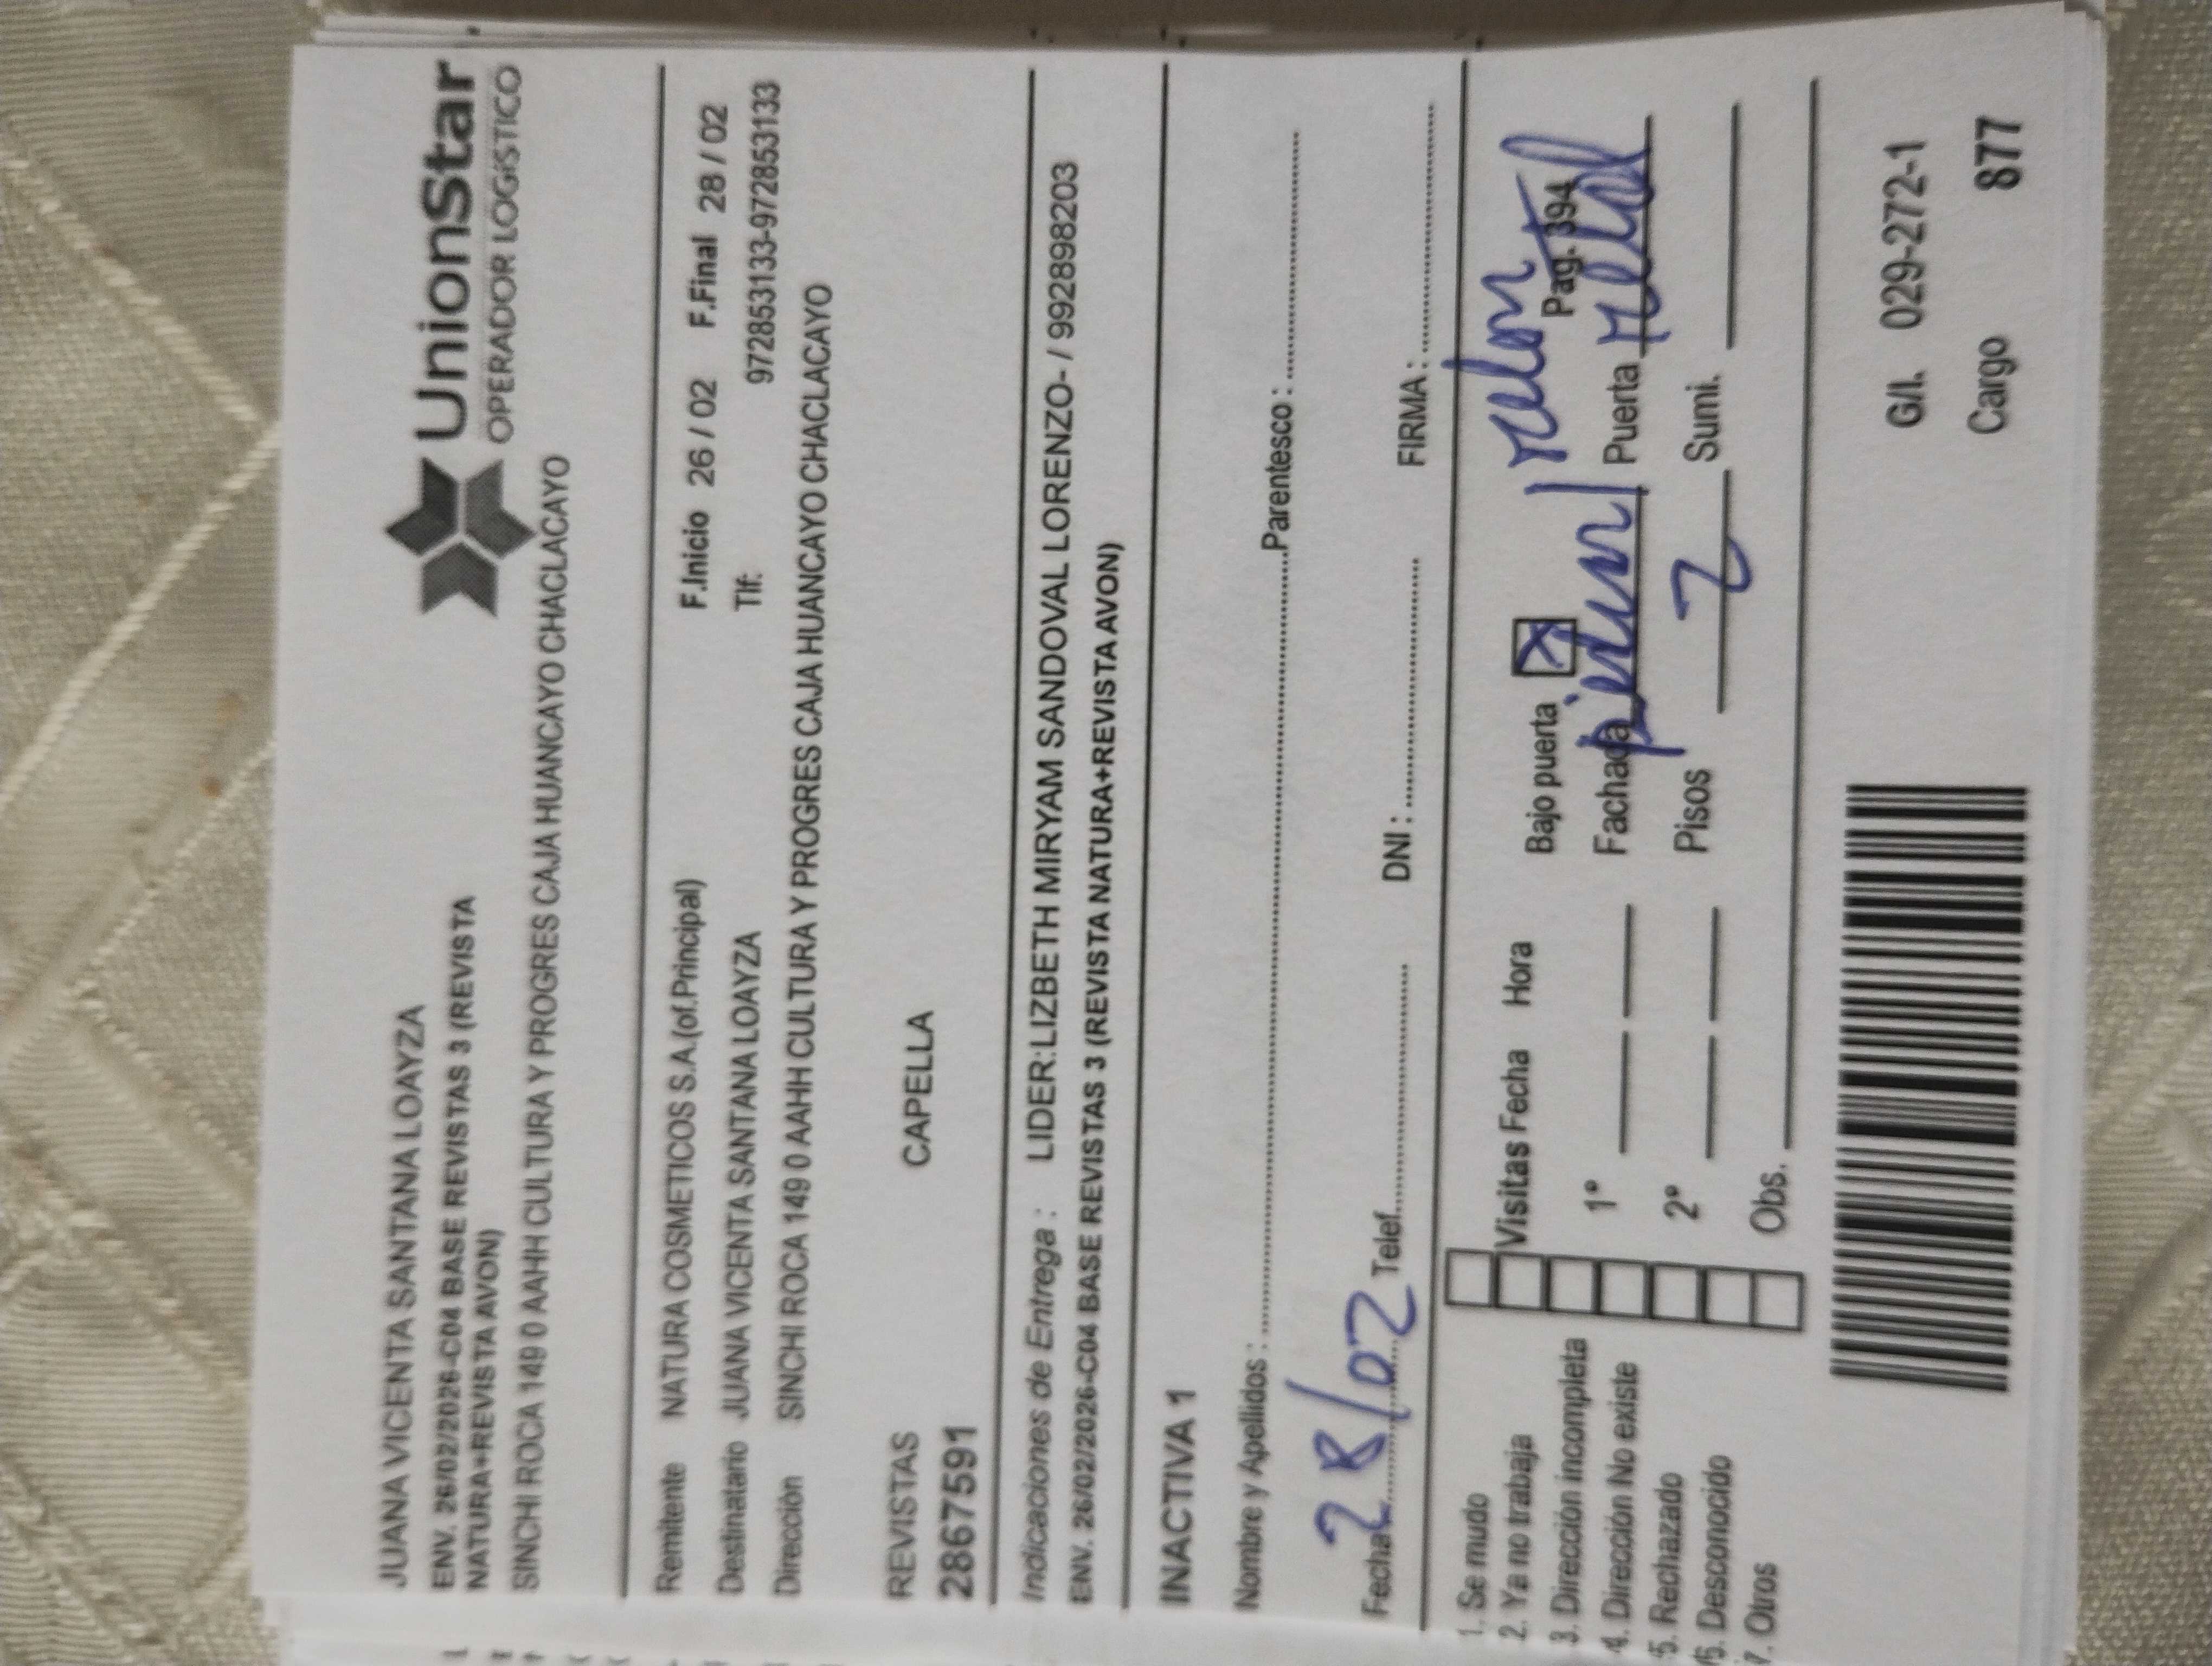 UnionStar
OPERADOR LOGÍSTICO
JUANA VICENTA SANTANA LOAYZA
ENV. 26/02/2026-C04 BASE REVISTAS 3 (REVISTA
NATURA+REVISTA AVON)
SINCHI ROCA 149 0 AAHH CULTURA Y PROGRES CAJA HUANCAYO CHACLACAYO
Remitente NATURA COSMETICOS S.A.(of.Principal) F.Inicio 26 / 02 F.Final 28 / 02
Destinatario JUANA VICENTA SANTANA LOAYZA Tlf: 972853133-972853133
Dirección SINCHI ROCA 149 0 AAHH CULTURA Y PROGRES CAJA HUANCAYO CHACLACAYO
REVISTAS CAPELLA
2867591
Indicaciones de Entrega : LIDER:LIZBETH MIRYAM SANDOVAL LORENZO- / 992898203
ENV. 26/02/2026-C04 BASE REVISTAS 3 (REVISTA NATURA+REVISTA AVON)
INACTIVA 1
Nombre y Apellidos : Parentesco :
Fecha 28/02 Telef. DNI : FIRMA :
1. Se mudo
2. Ya no trabaja
3. Dirección incompleta
4. Dirección No existe
5. Rechazado
6. Desconocido
7. Otros
Visitas Fecha Hora
1º
2º
Obs.
Bajo puerta X
Pag. 394
Fachada Puerta metal
Pisos 2 Sumi.
G/I. 029-272-1
Cargo 877